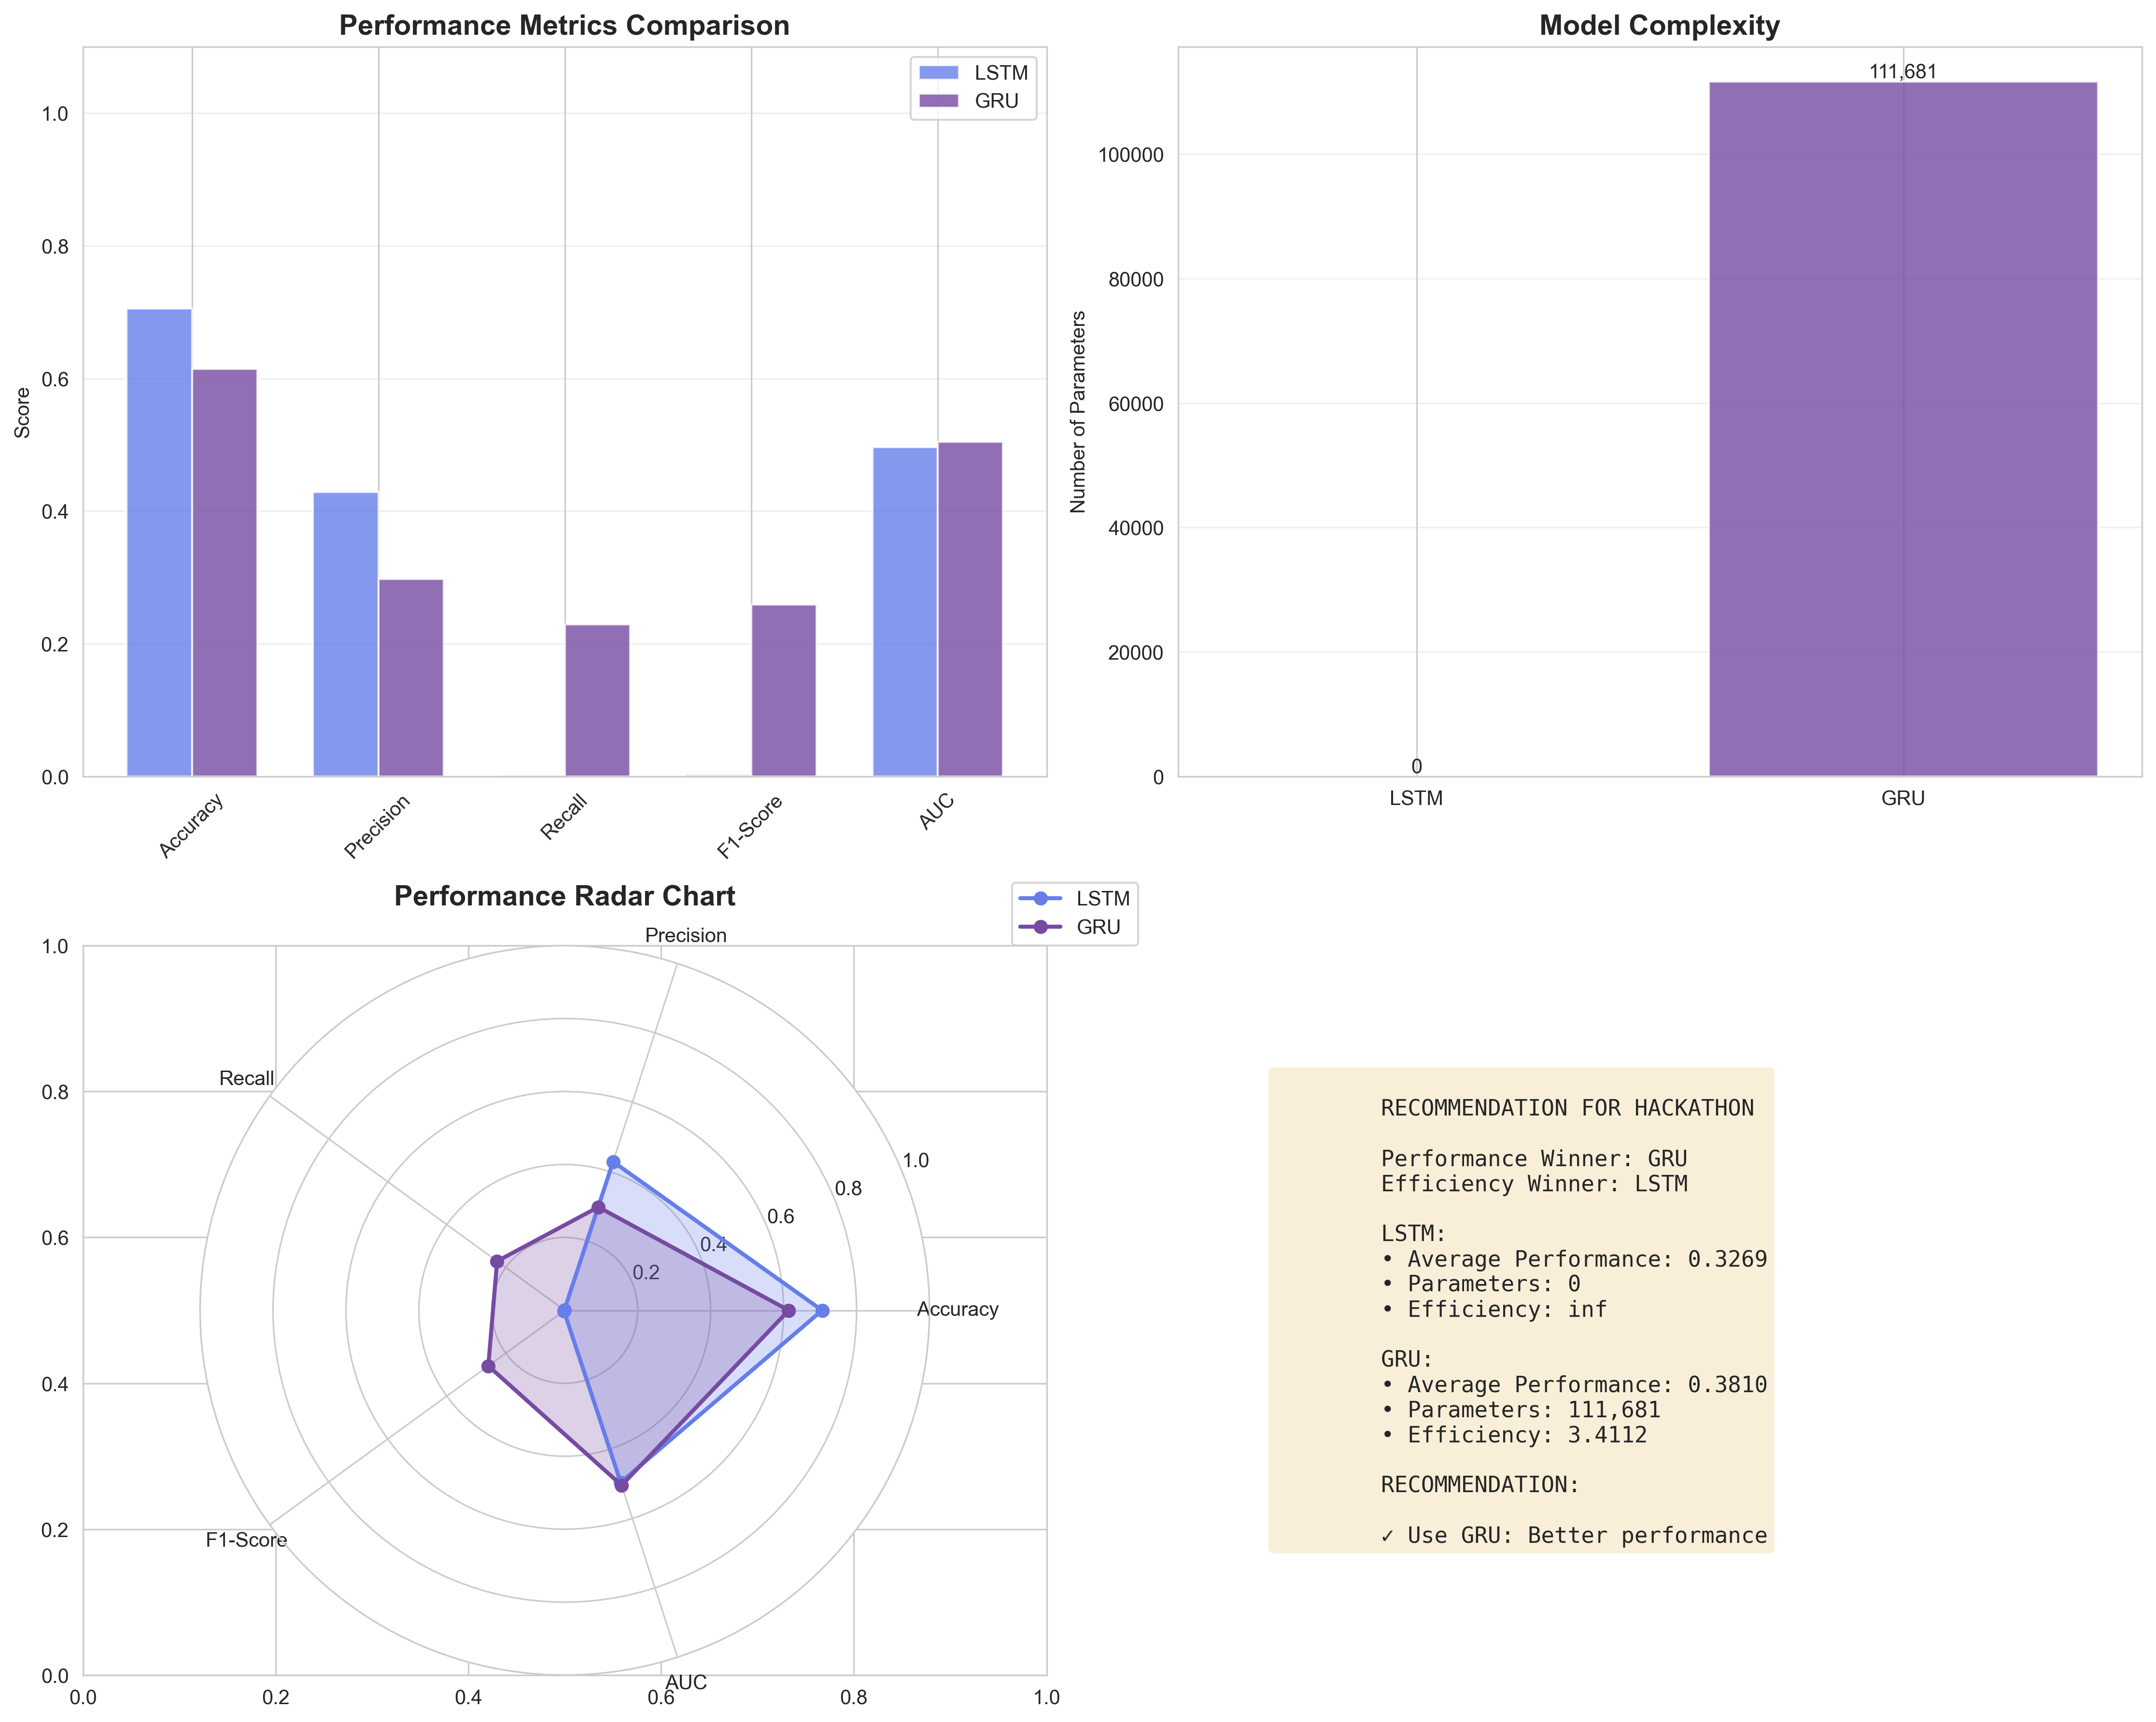 Performance Metrics Comparison
LSTM
GRU
Score
1.0
0.8
0.6
0.4
0.2
0.0
Accuracy
Precision
Recall
F1-Score
AUC
Model Complexity
Number of Parameters
100000
80000
60000
40000
20000
0
111,681
0
LSTM
GRU
Performance Radar Chart
LSTM
GRU
1.0
0.8
0.6
0.4
0.2
0.0
0.0
0.2
0.4
0.6
0.8
1.0
Precision
Recall
Accuracy
F1-Score
AUC
1.0
0.8
0.6
0.4
0.2
RECOMMENDATION FOR HACKATHON
Performance Winner: GRU
Efficiency Winner: LSTM
LSTM:
• Average Performance: 0.3269
• Parameters: 0
• Efficiency: inf
GRU:
• Average Performance: 0.3810
• Parameters: 111,681
• Efficiency: 3.4112
RECOMMENDATION:
✓ Use GRU: Better performance